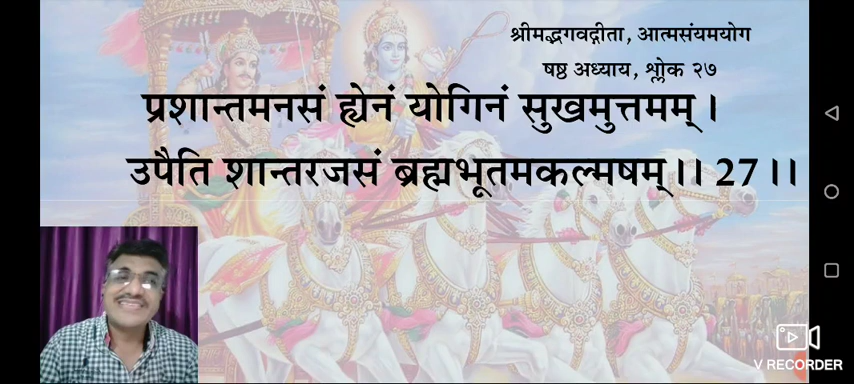 श्रीमद्भगवद्गीता, आत्मसंयमयोग
षष्ठ अध्याय, श्लोक २७
प्रशान्तमनसं ह्येनं योगिनं सुखमुत्तमम् ।
उपैति शान्तरजसं ब्रह्मभूतमकल्मषम् ।। 27 ।।
V RECORDER